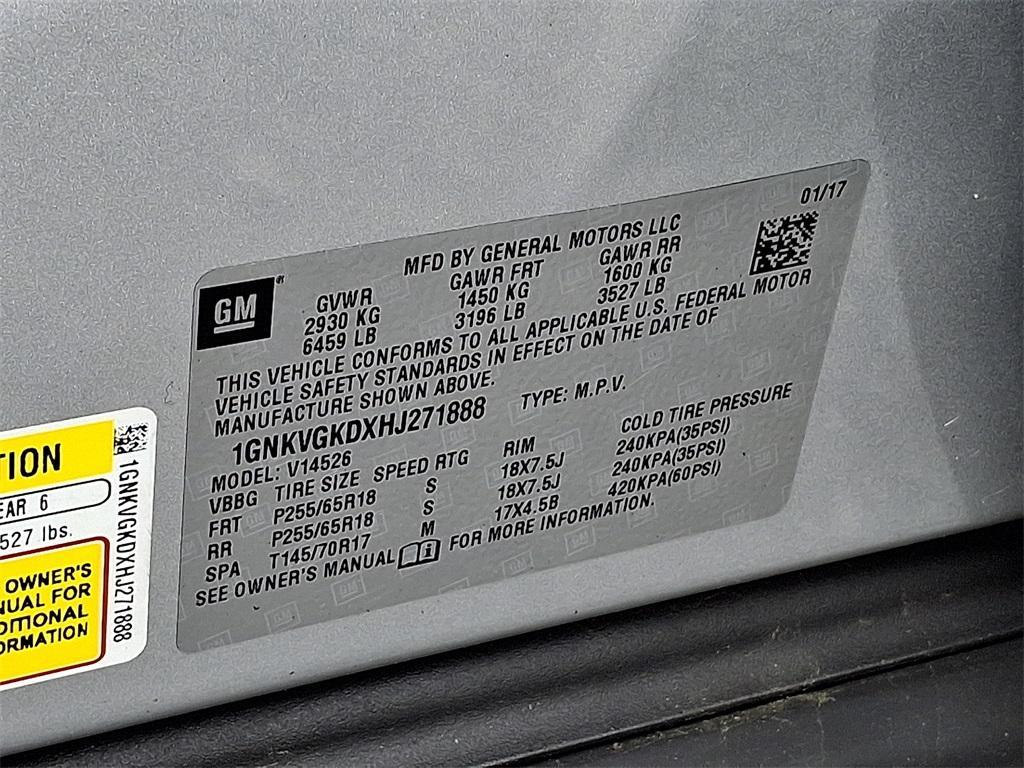 01/17
MFD BY GENERAL MOTORS LLC
GM
GVWR GAWR FRT GAWR RR
2930 KG 1450 KG 1600 KG
6459 LB 3196 LB 3527 LB
THIS VEHICLE CONFORMS TO ALL APPLICABLE U.S. FEDERAL MOTOR
VEHICLE SAFETY STANDARDS IN EFFECT ON THE DATE OF
MANUFACTURE SHOWN ABOVE.
1GNKVGKDXHJ271888 TYPE: M.P.V.
MODEL: V14526
VBBG TIRE SIZE SPEED RTG RIM COLD TIRE PRESSURE
FRT P255/65R18 S 18X7.5J 240KPA(35PSI)
RR P255/65R18 S 18X7.5J 240KPA(35PSI)
SPA T145/70R17 M 17X4.5B 420KPA(60PSI)
SEE OWNER'S MANUAL FOR MORE INFORMATION.
TION
EAR 6
527 lbs.
OWNER'S
NUAL FOR
DITIONAL
ORMATION
1GNKVGKDXHJ271888